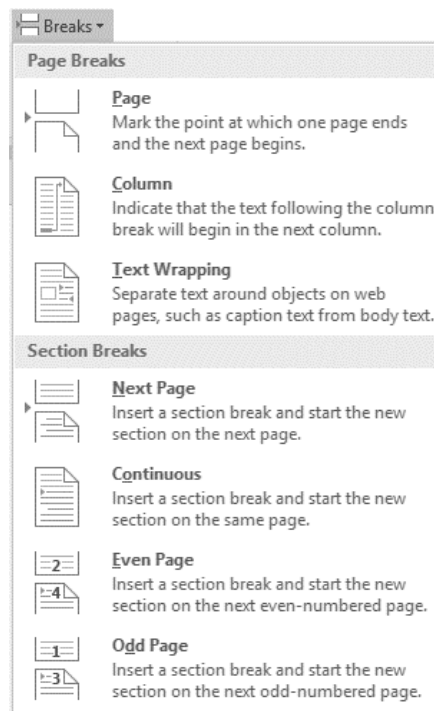 Breaks
Page Breaks
Page
Mark the point at which one page ends
and the next page begins.
Column
Indicate that the text following the column
break will begin in the next column.
Text Wrapping
Separate text around objects on web
pages, such as caption text from body text.
Section Breaks
Next Page
Insert a section break and start the new
section on the next page.
Continuous
Insert a section break and start the new
section on the same page.
2
Even Page
4
Insert a section break and start the new
section on the next even-numbered page.
1
Odd Page
3
Insert a section break and start the new
section on the next odd-numbered page.